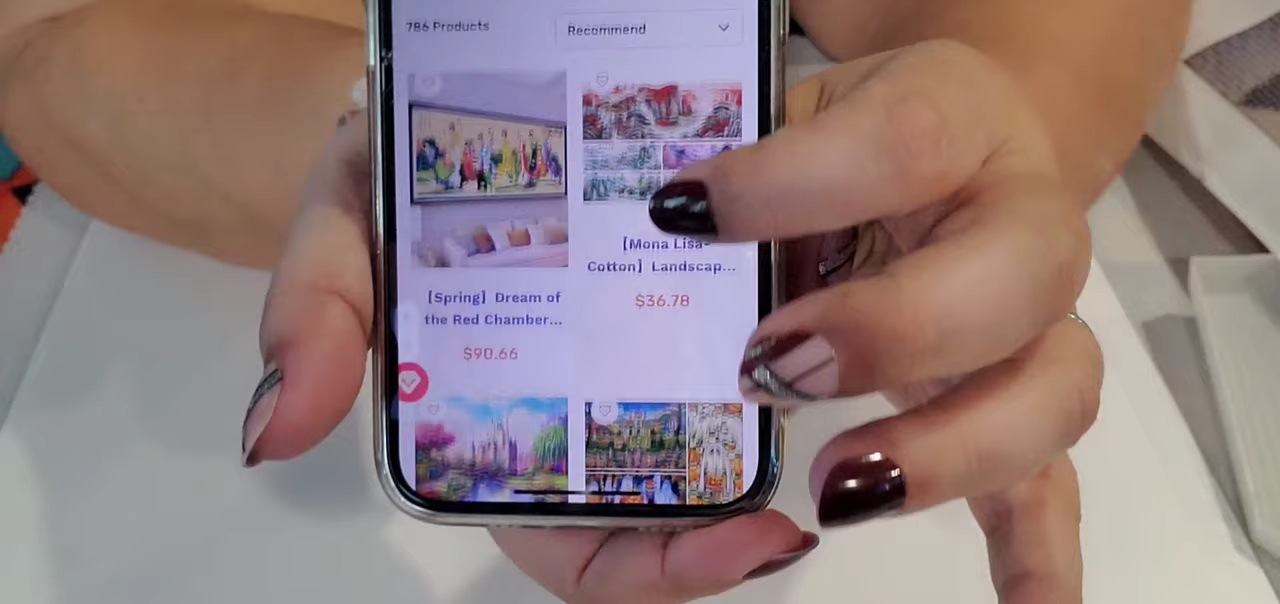 786 Products
Recommend
[Mona Lisa-
Cotton] Landscap...
$36.78
[Spring] Dream of
the Red Chamber...
$90.66